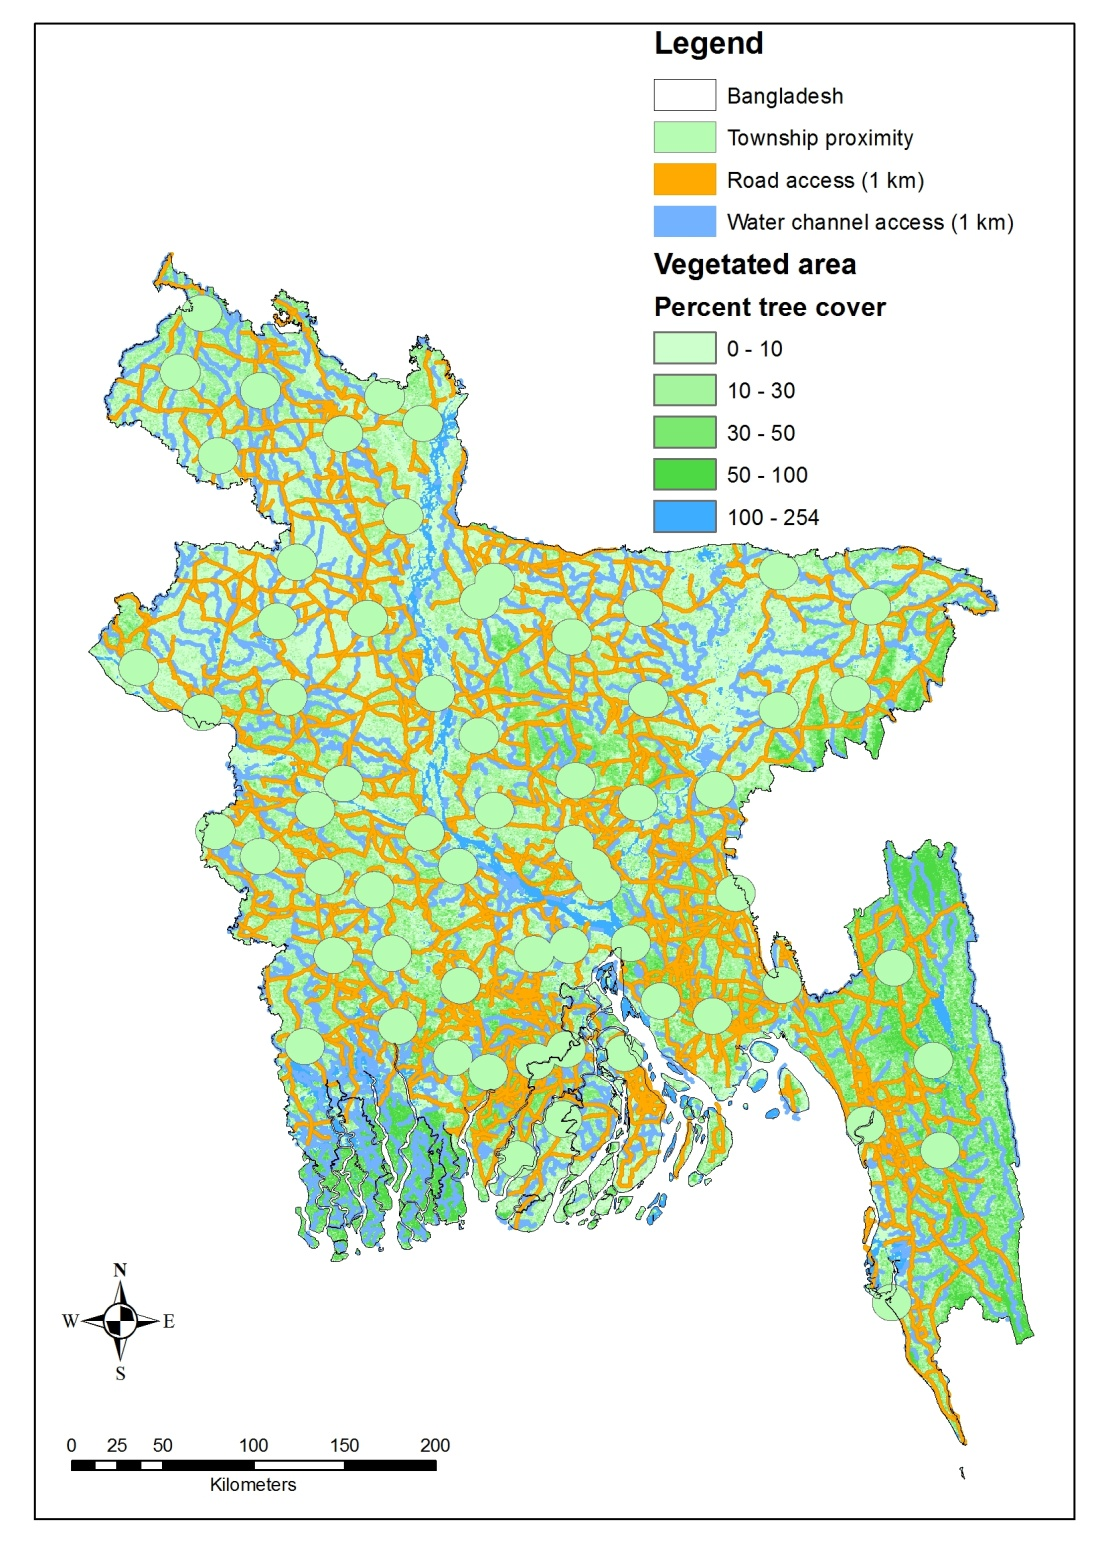 Legend
Bangladesh
Township proximity
Road access (1 km)
Water channel access (1 km)
Vegetated area
Percent tree cover
0 - 10
10 - 30
30 - 50
50 - 100
100 - 254
N
W E
S
0 25 50 100 150 200
Kilometers